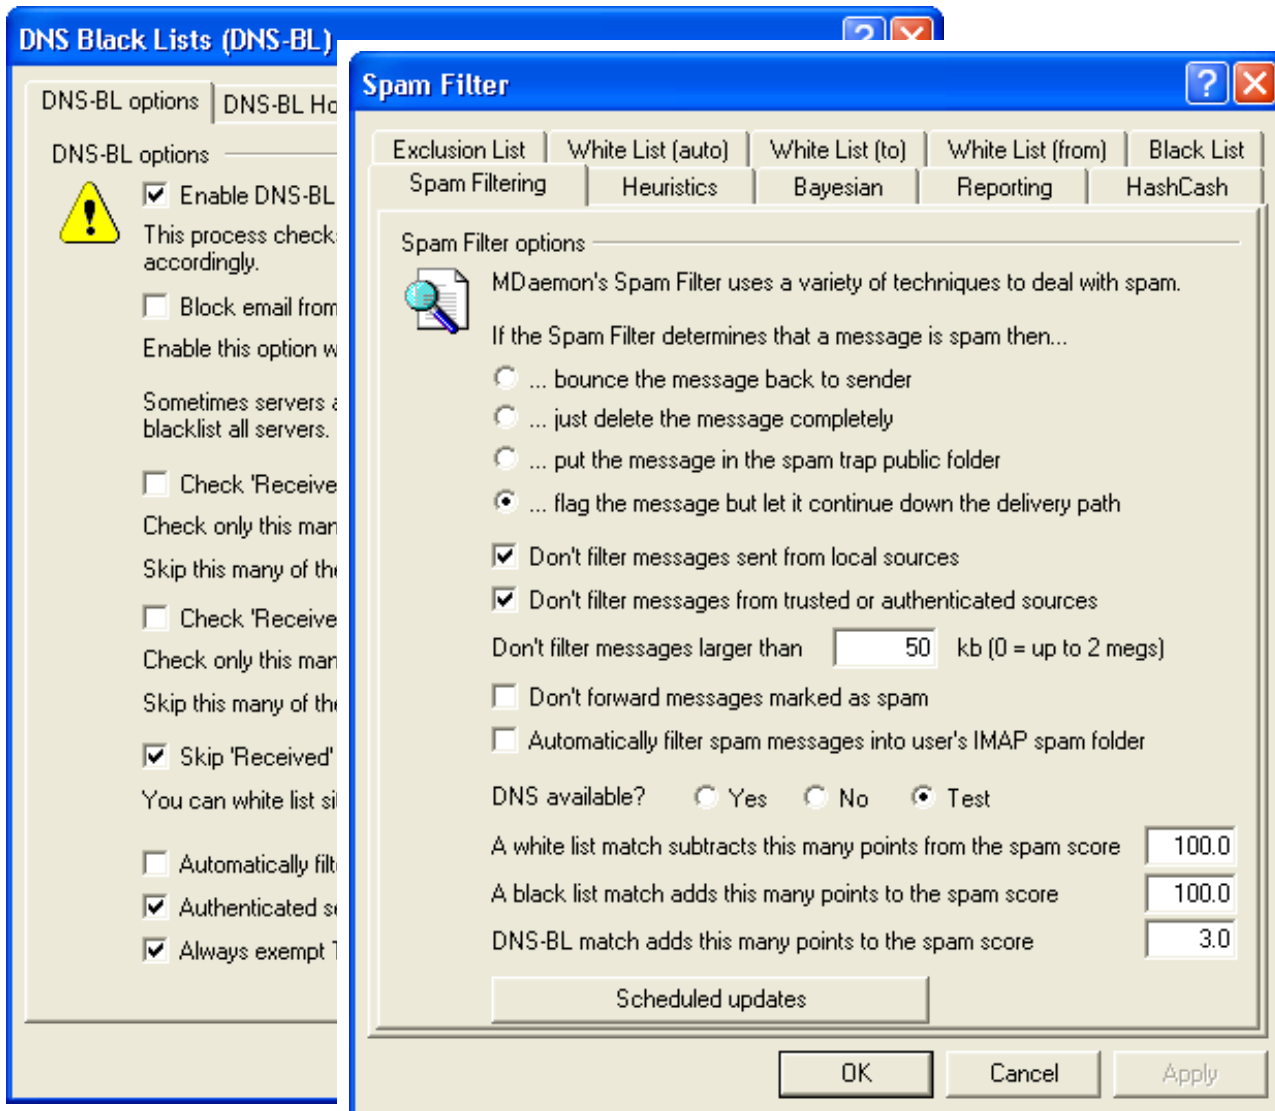 DNS Black Lists (DNS-BL)
DNS-BL options
DNS-BL Ho
DNS-BL options
Enable DNS-BL
This process checks
accordingly.
Block email from
Enable this option w
Sometimes servers a
blacklist all servers.
Check 'Receive
Check only this man
Skip this many of the
Check 'Receive
Check only this man
Skip this many of the
Skip 'Received'
You can white list si
Automatically filt
Authenticated se
Always exempt T
Spam Filter
Exclusion List
White List (auto)
White List (to)
White List (from)
Black List
Spam Filtering
Heuristics
Bayesian
Reporting
HashCash
Spam Filter options
MDaemon's Spam Filter uses a variety of techniques to deal with spam.
If the Spam Filter determines that a message is spam then...
... bounce the message back to sender
... just delete the message completely
... put the message in the spam trap public folder
... flag the message but let it continue down the delivery path
Don't filter messages sent from local sources
Don't filter messages from trusted or authenticated sources
Don't filter messages larger than 50 kb (0 = up to 2 megs)
Don't forward messages marked as spam
Automatically filter spam messages into user's IMAP spam folder
DNS available? Yes No Test
A white list match subtracts this many points from the spam score 100.0
A black list match adds this many points to the spam score 100.0
DNS-BL match adds this many points to the spam score 3.0
Scheduled updates
OK
Cancel
Apply